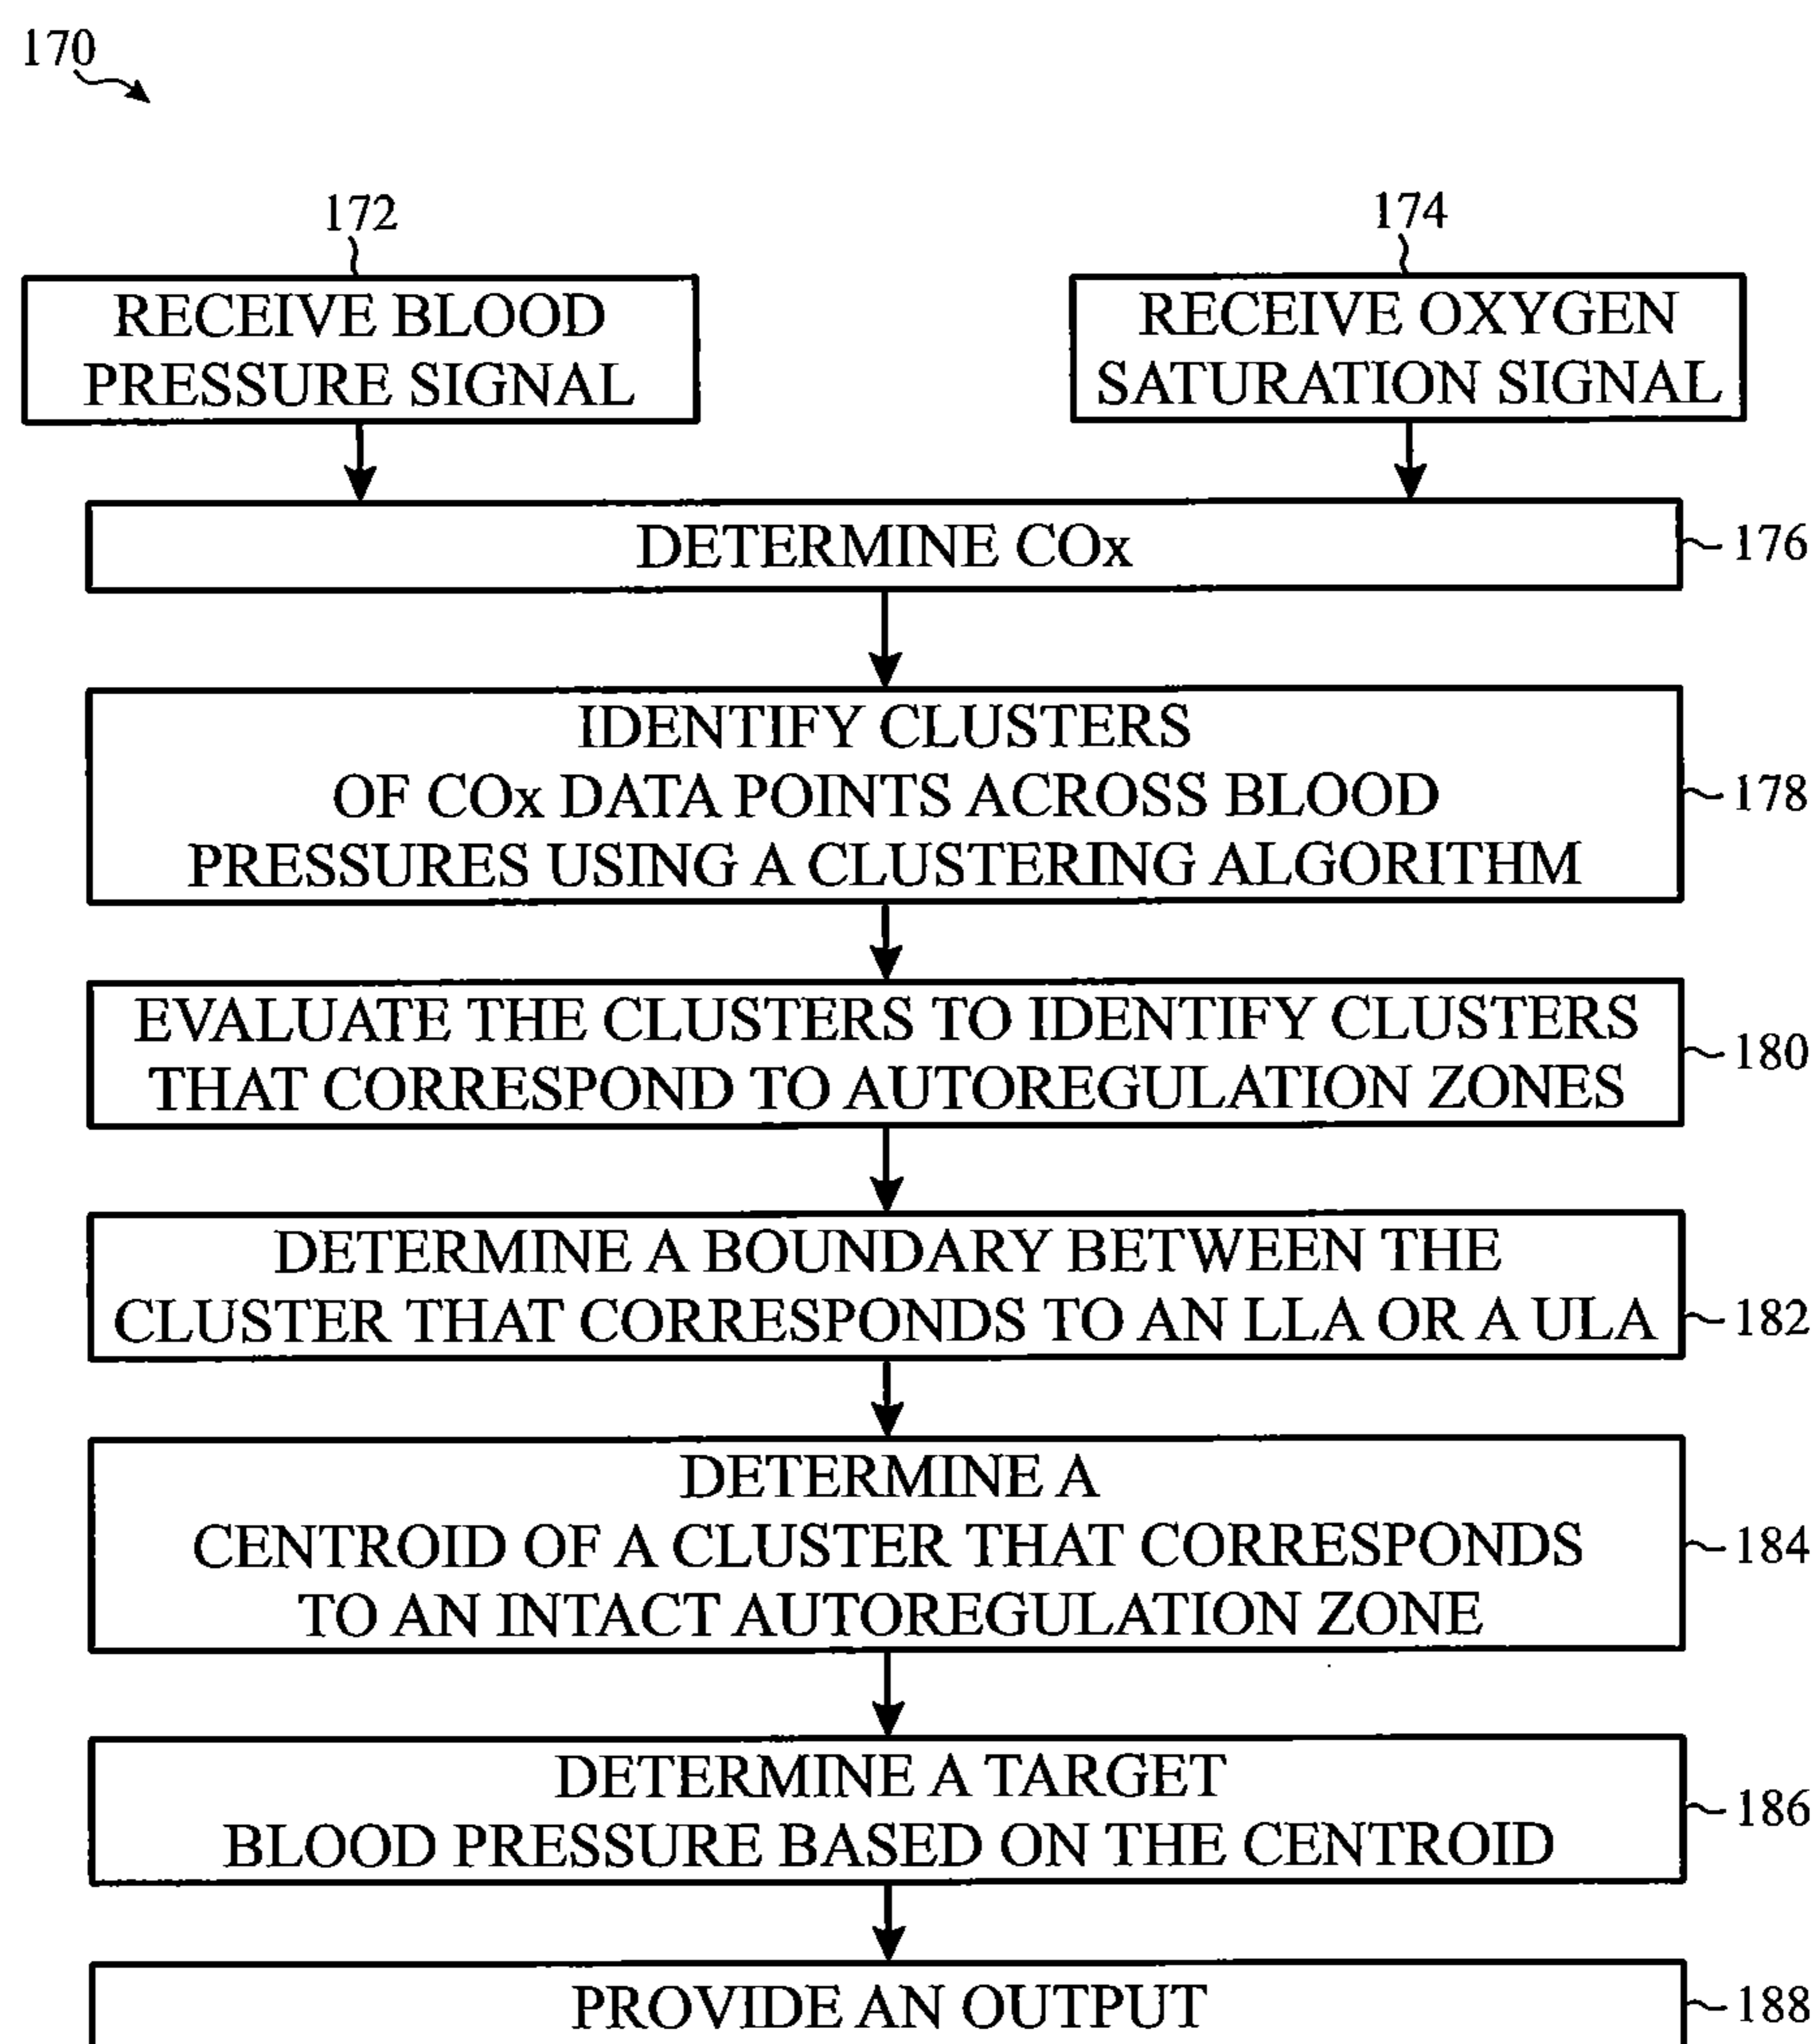 170
172
174
RECEIVE BLOOD
PRESSURE SIGNAL
RECEIVE OXYGEN
SATURATION SIGNAL
DETERMINE COx
176
IDENTIFY CLUSTERS
OF COx DATA POINTS ACROSS BLOOD
PRESSURES USING A CLUSTERING ALGORITHM
178
EVALUATE THE CLUSTERS TO IDENTIFY CLUSTERS
THAT CORRESPOND TO AUTOREGULATION ZONES
180
DETERMINE A BOUNDARY BETWEEN THE
CLUSTER THAT CORRESPONDS TO AN LLA OR A ULA
182
DETERMINE A
CENTROID OF A CLUSTER THAT CORRESPONDS
TO AN INTACT AUTOREGULATION ZONE
184
DETERMINE A TARGET
BLOOD PRESSURE BASED ON THE CENTROID
186
PROVIDE AN OUTPUT
188